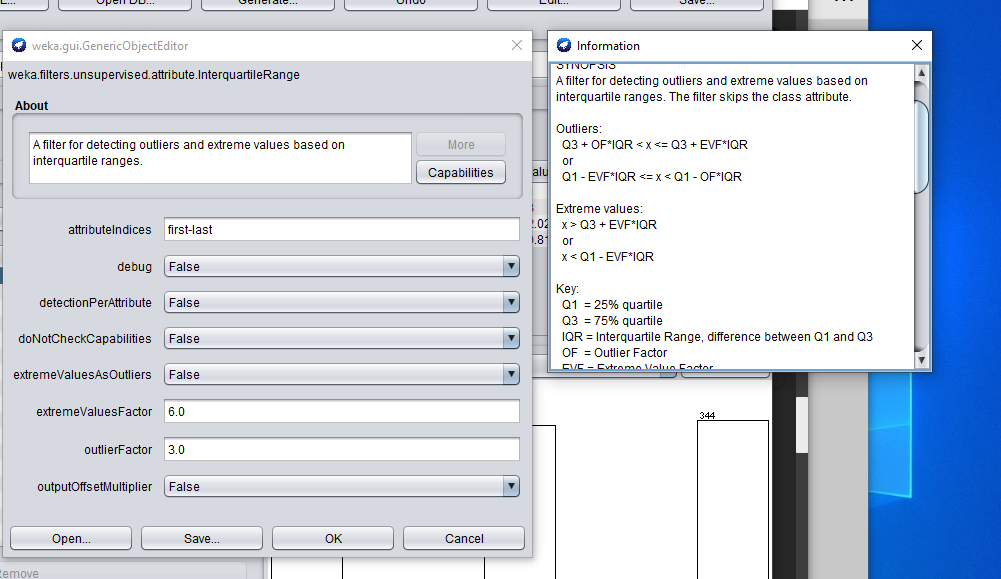 Open DB...
Generate...
Undo
Edit...
Save...
weka.gui.GenericObjectEditor
weka.filters.unsupervised.attribute.InterquartileRange
About
A filter for detecting outliers and extreme values based on
interquartile ranges.
More
Capabilities
attributeIndices
first-last
debug
False
detectionPerAttribute
False
doNotCheckCapabilities
False
extremeValuesAsOutliers
False
extremeValuesFactor
6.0
outlierFactor
3.0
outputOffsetMultiplier
False
Open...
Save...
OK
Cancel
Remove
Information
SYNOPSIS
A filter for detecting outliers and extreme values based on
interquartile ranges. The filter skips the class attribute.
Outliers:
Q3 + OF*IQR < x <= Q3 + EVF*IQR
or
Q1 - EVF*IQR <= x < Q1 - OF*IQR
Extreme values:
x > Q3 + EVF*IQR
or
x < Q1 - EVF*IQR
Key:
Q1 = 25% quartile
Q3 = 75% quartile
IQR = Interquartile Range, difference between Q1 and Q3
OF = Outlier Factor
EVF = Extreme Value Factor
344